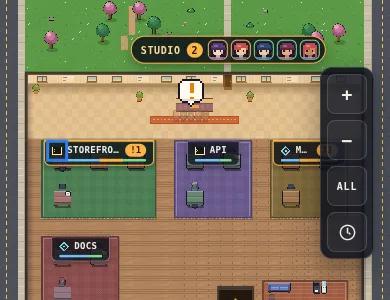 STUDIO 2
!
+
−
ALL
STOREFRO… !1
API
M…
DOCS